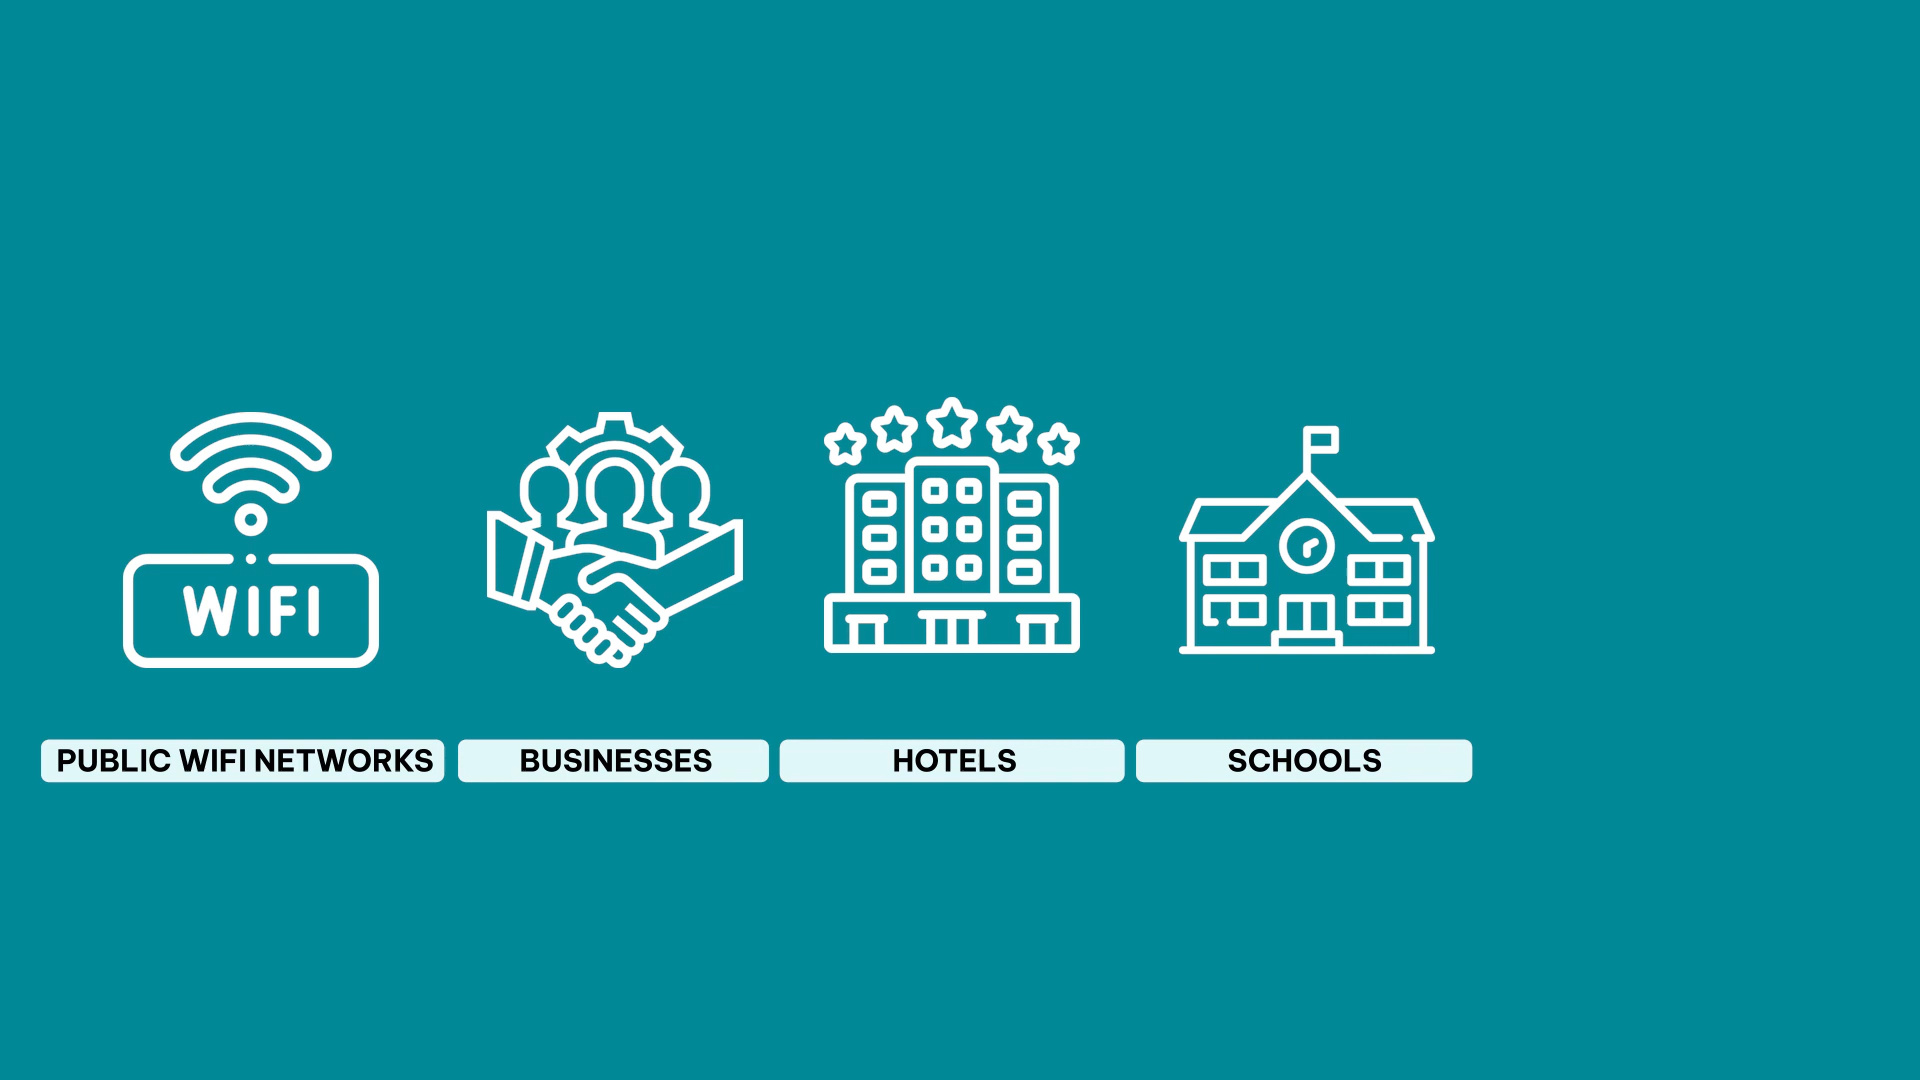 WIFI
PUBLIC WIFI NETWORKS
BUSINESSES
HOTELS
SCHOOLS